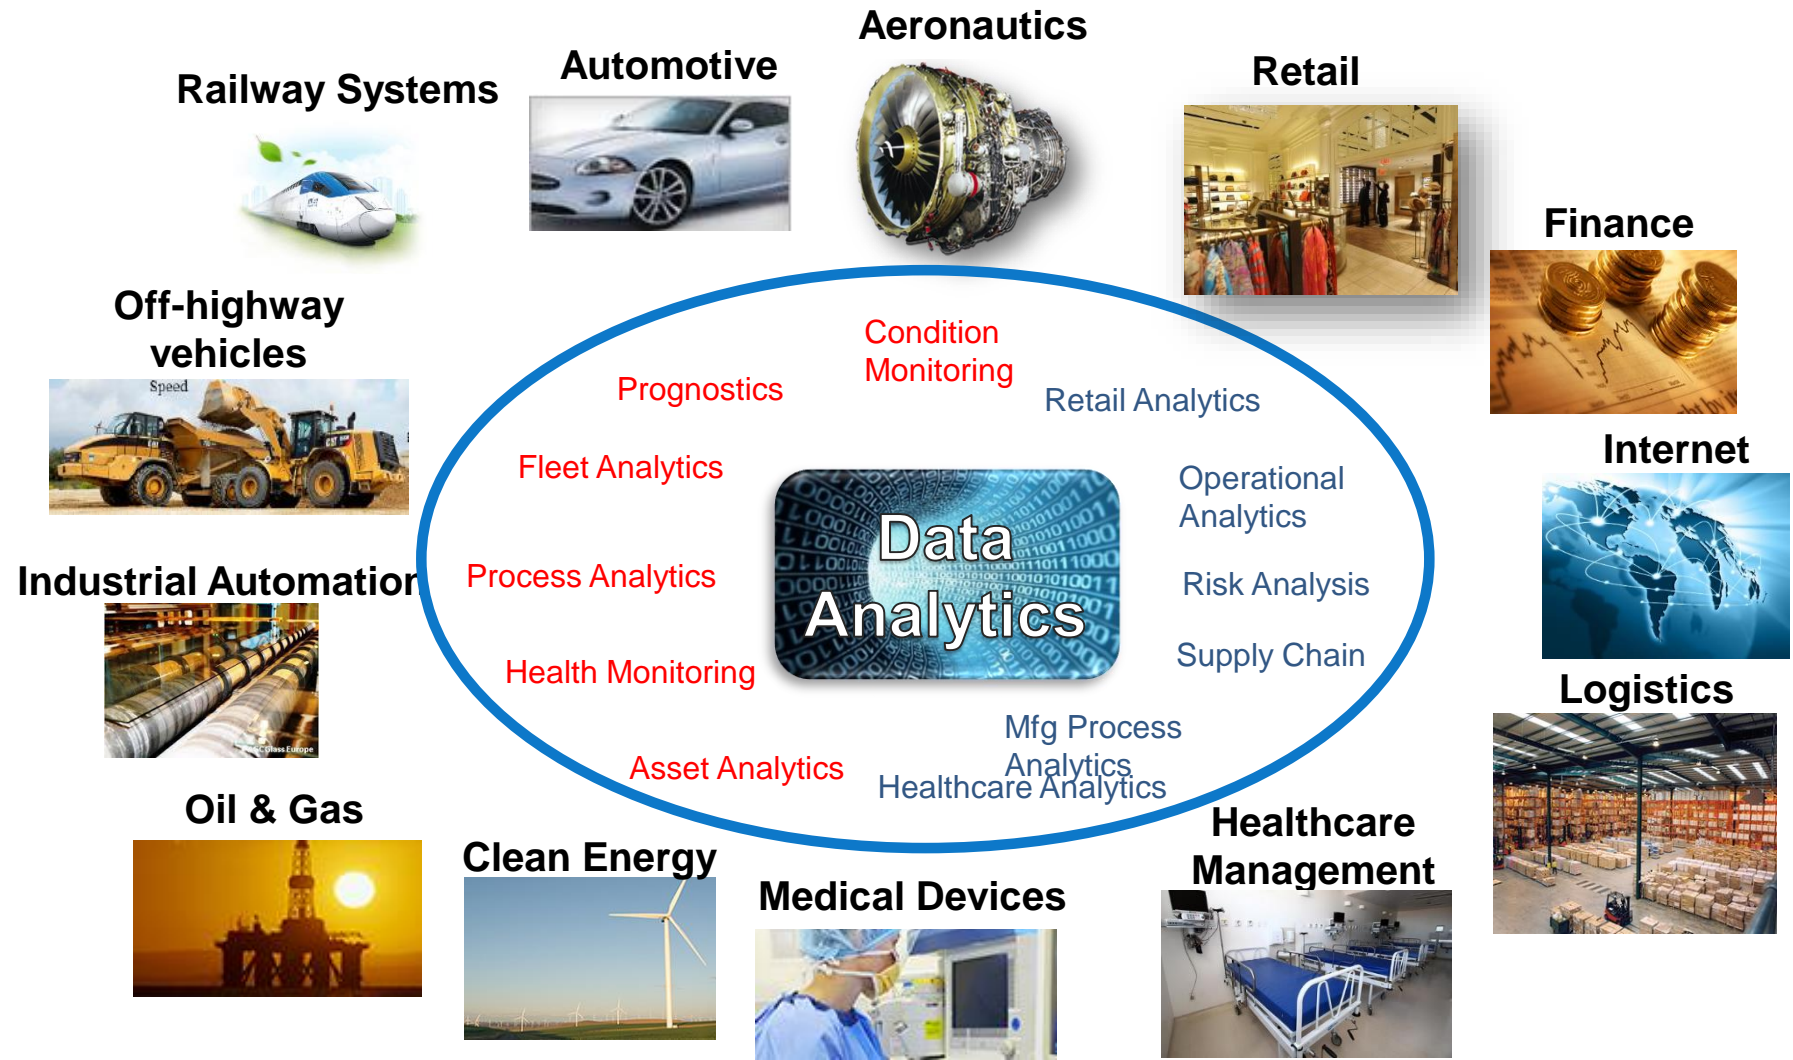 Aeronautics
Automotive
Retail
Railway Systems
Finance
Off-highway
vehicles
Speed
Condition
Monitoring
Prognostics
Retail Analytics
Internet
Fleet Analytics
Operational
Analytics
Data
Analytics
Industrial Automation
Process Analytics
Risk Analysis
Supply Chain
Health Monitoring
Logistics
Mfg Process
Analytics
Asset Analytics
Healthcare Analytics
Glass Europe
Oil & Gas
Clean Energy
Healthcare
Management
Medical Devices